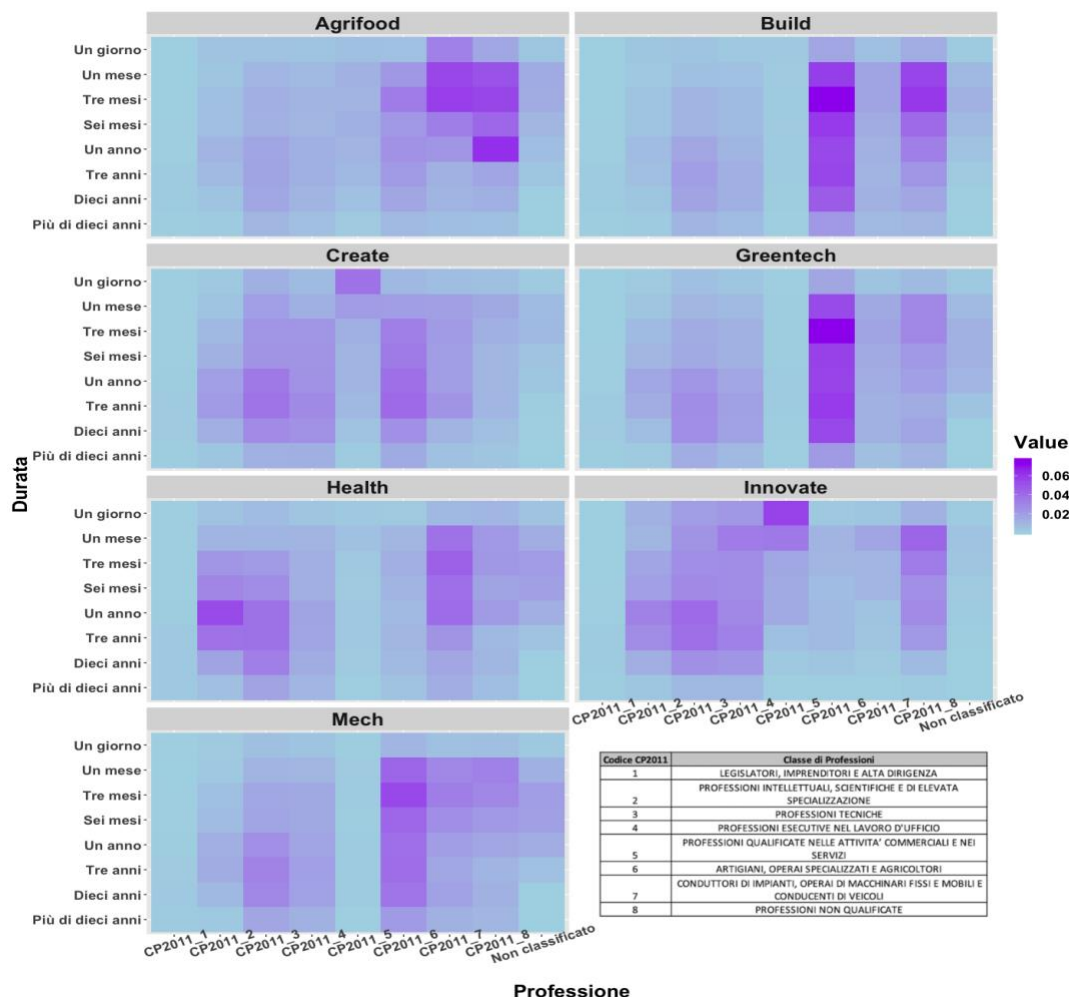 Agrifood
Build
Un giorno
Un mese
Tre mesi
Sei mesi
Un anno
Tre anni
Dieci anni
Più di dieci anni
Create
Greentech
Un giorno
Un mese
Tre mesi
Sei mesi
Un anno
Tre anni
Dieci anni
Più di dieci anni
Durata
Value
0.06
0.04
0.02
Health
Innovate
Un giorno
Un mese
Tre mesi
Sei mesi
Un anno
Tre anni
Dieci anni
Più di dieci anni
CP2011_1
CP2011_2
CP2011_3
CP2011_4
CP2011_5
CP2011_6
CP2011_7
CP2011_8
Non classificato
Mech
Un giorno
Un mese
Tre mesi
Sei mesi
Un anno
Tre anni
Dieci anni
Più di dieci anni
CP2011_1
CP2011_2
CP2011_3
CP2011_4
CP2011_5
CP2011_6
CP2011_7
CP2011_8
Non classificato
Codice CP2011 Classe di Professioni
1 LEGISLATORI, IMPRENDITORI E ALTA DIRIGENZA
PROFESSIONI INTELLETTUALI, SCIENTIFICHE E DI ELEVATA
2 SPECIALIZZAZIONE
3 PROFESSIONI TECNICHE
4 PROFESSIONI ESECUTIVE NEL LAVORO D'UFFICIO
PROFESSIONI QUALIFICATE NELLE ATTIVITA' COMMERCIALI E NEI
5 SERVIZI
6 ARTIGIANI, OPERAI SPECIALIZZATI E AGRICOLTORI
CONDUTTORI DI IMPIANTI, OPERAI DI MACCHINARI FISSI E MOBILI E
7 CONDUCENTI DI VEICOLI
8 PROFESSIONI NON QUALIFICATE
Professione